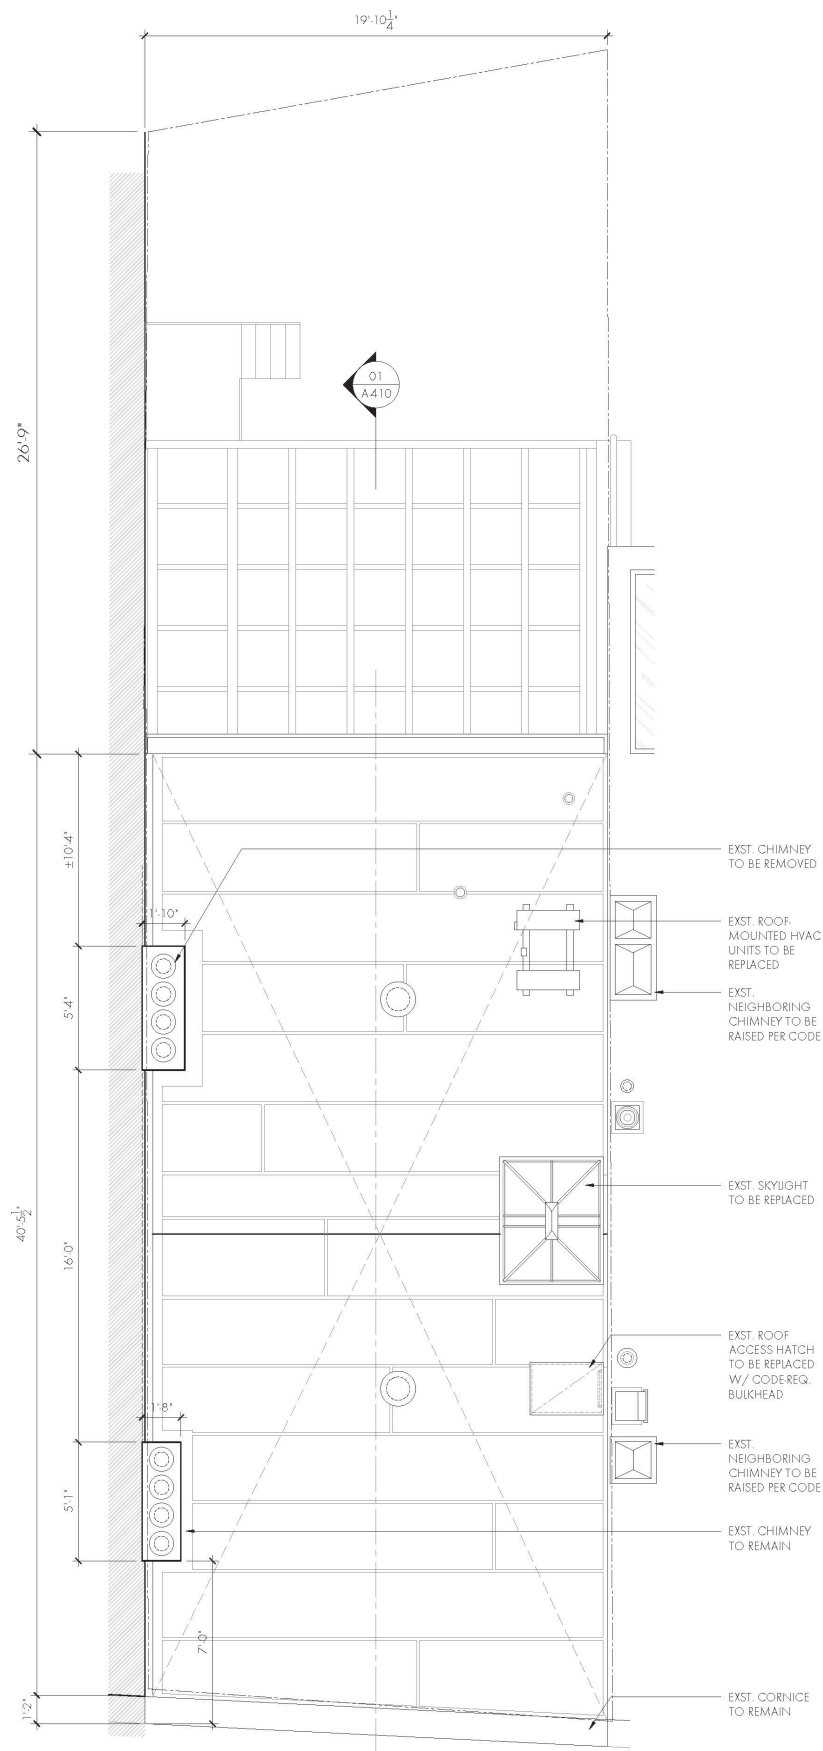 19'-10 1/4"
26'-9"
01
A410
±10'-4"
1'-10"
5'-4"
40'-5 1/2"
16'-0"
1'-8"
5'-1"
7'-0"
1'-2"
EXST. CHIMNEY
TO BE REMOVED
EXST. ROOF-
MOUNTED HVAC
UNITS TO BE
REPLACED
EXST.
NEIGHBORING
CHIMNEY TO BE
RAISED PER CODE
EXST. SKYLIGHT
TO BE REPLACED
EXST. ROOF
ACCESS HATCH
TO BE REPLACED
W/ CODE-REQ.
BULKHEAD
EXST.
NEIGHBORING
CHIMNEY TO BE
RAISED PER CODE
EXST. CHIMNEY
TO REMAIN
EXST. CORNICE
TO REMAIN